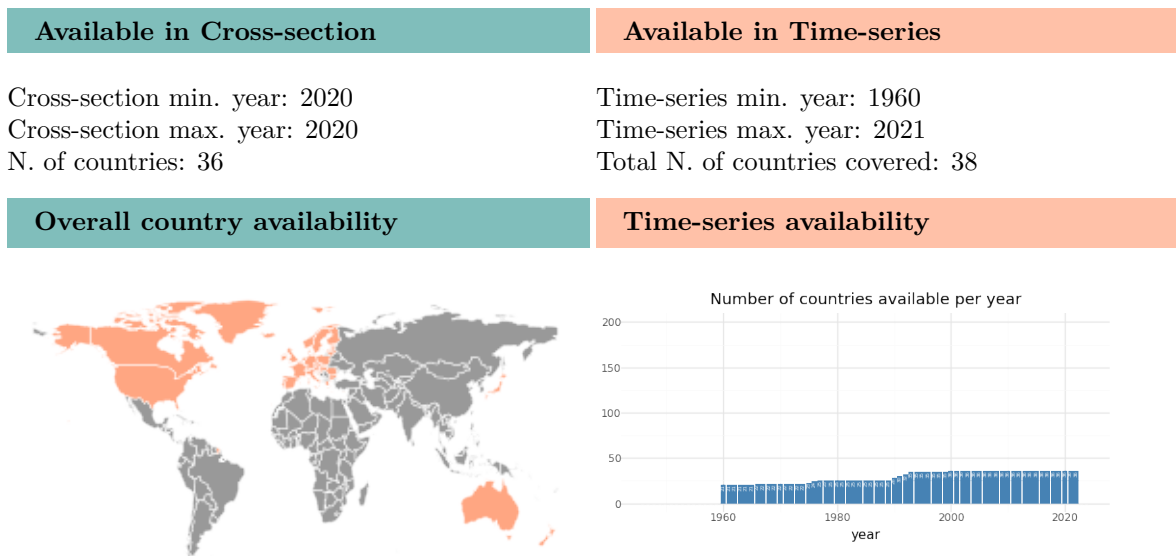 Available in Cross-section
Available in Time-series
Cross-section min. year: 2020
Cross-section max. year: 2020
N. of countries: 36
Time-series min. year: 1960
Time-series max. year: 2021
Total N. of countries covered: 38
Overall country availability
Time-series availability
Number of countries available per year
200
150
100
50
0
1960
1980
2000
2020
year